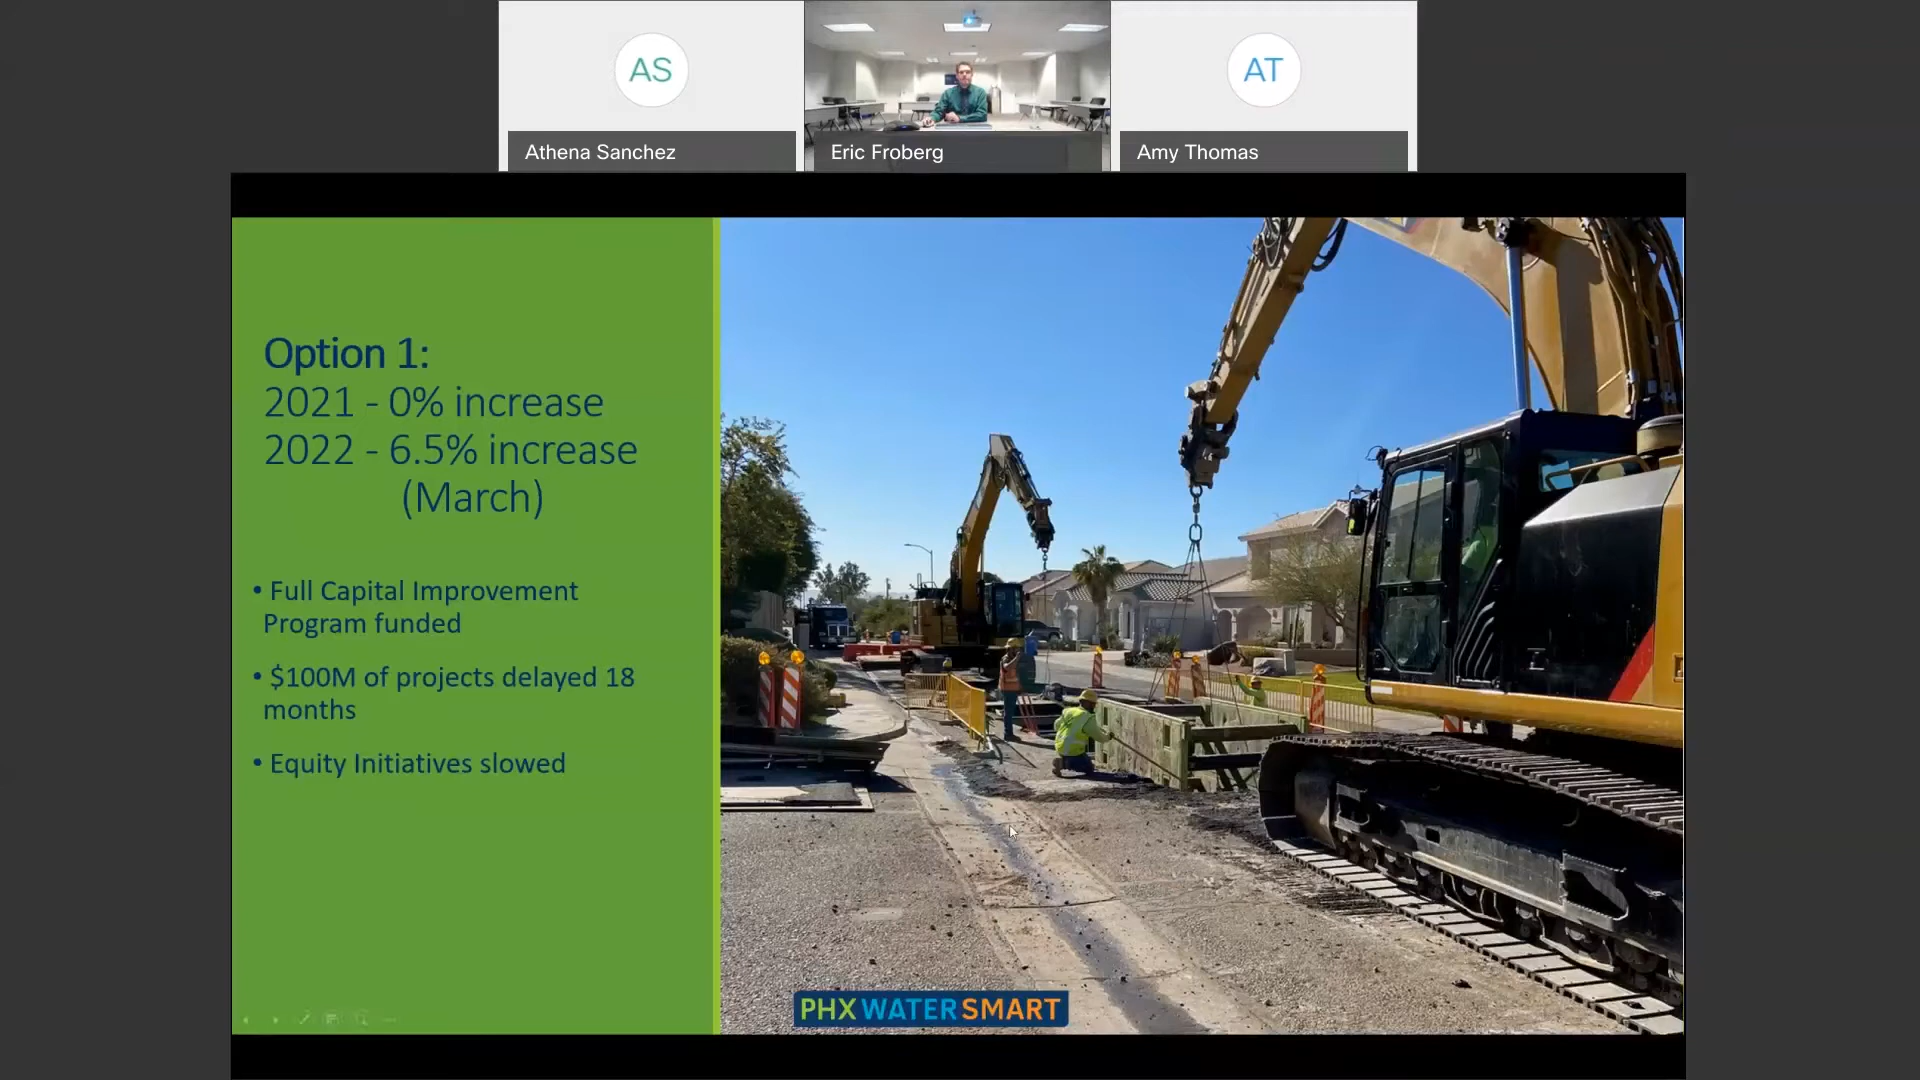 AS
Athena Sanchez
Eric Froberg
AT
Amy Thomas
Option 1:
2021 - 0% increase
2022 - 6.5% increase
(March)
• Full Capital Improvement
Program funded
• $100M of projects delayed 18
months
• Equity Initiatives slowed
PHX WATER SMART